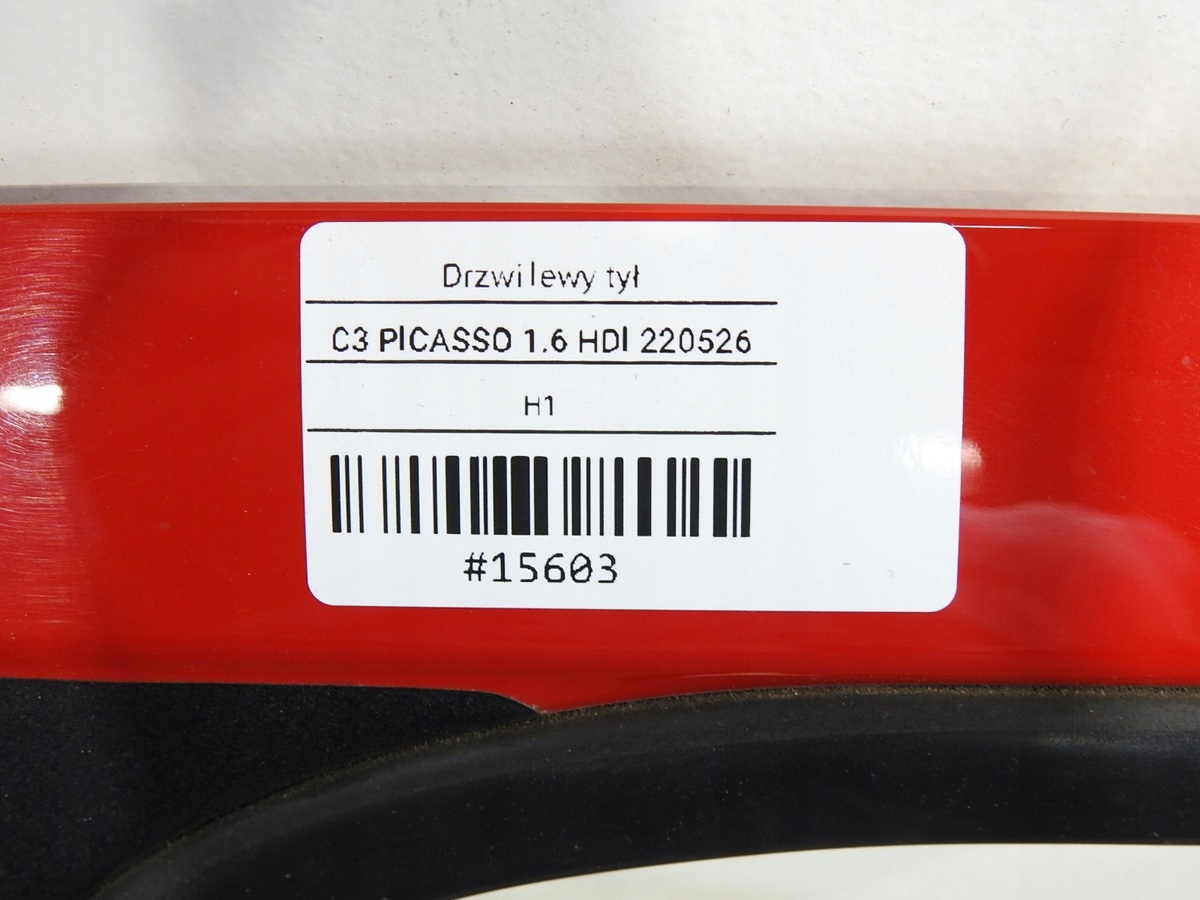 Drzwi lewy tył
C3 PICASSO 1.6 HDI 220526
H1
#15603